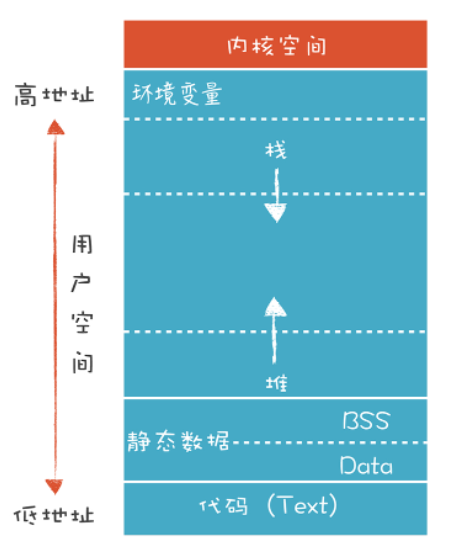 内核空间
高地址
环境变量
栈
用户空间
堆
静态数据
BSS
Data
低地址
代码（Text）